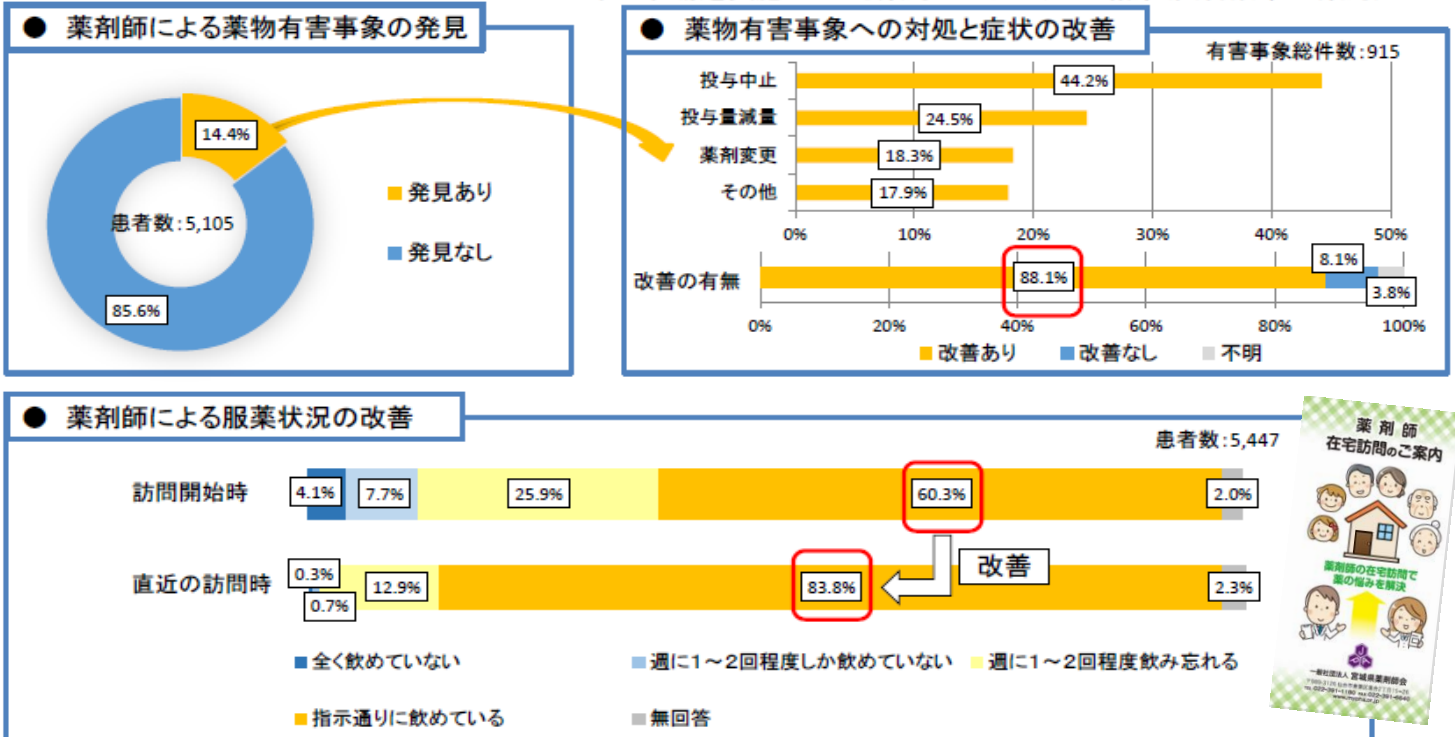 ● 薬剤師による薬物有害事象の発見
14.4%
患者数:5,105
85.6%
発見あり
発見なし
● 薬物有害事象への対処と症状の改善
有害事象総件数:915
投与中止 44.2%
投与量減量 24.5%
薬剤変更 18.3%
その他 17.9%
0% 10% 20% 30% 40% 50%
改善の有無 88.1% 8.1% 3.8%
0% 20% 40% 60% 80% 100%
改善あり 改善なし 不明
● 薬剤師による服薬状況の改善
患者数:5,447
訪問開始時 4.1% 7.7% 25.9% 60.3% 2.0%
改善
直近の訪問時 0.3% 0.7% 12.9% 83.8% 2.3%
全く飲めていない 週に1~2回程度しか飲めていない 週に1~2回程度飲み忘れる
指示通りに飲めている 無回答
薬剤師
在宅訪問のご案内
薬剤師の在宅訪問で
薬の悩みを解決
一般社団法人 宮城県薬剤師会